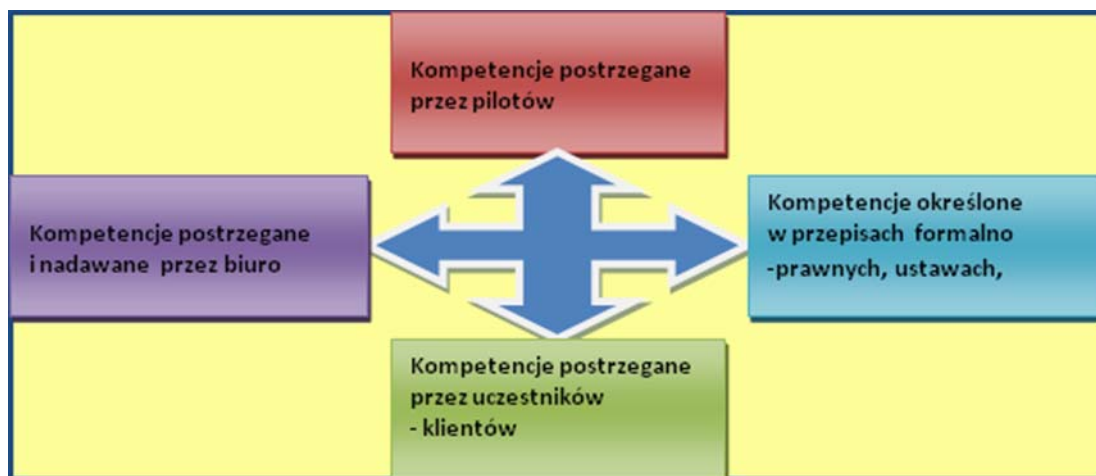 Kompetencje postrzegane
przez pilotów
Kompetencje postrzegane
i nadawane przez biuro
Kompetencje określone
w przepisach formalno
-prawnych, ustawach,
Kompetencje postrzegane
przez uczestników
- klientów